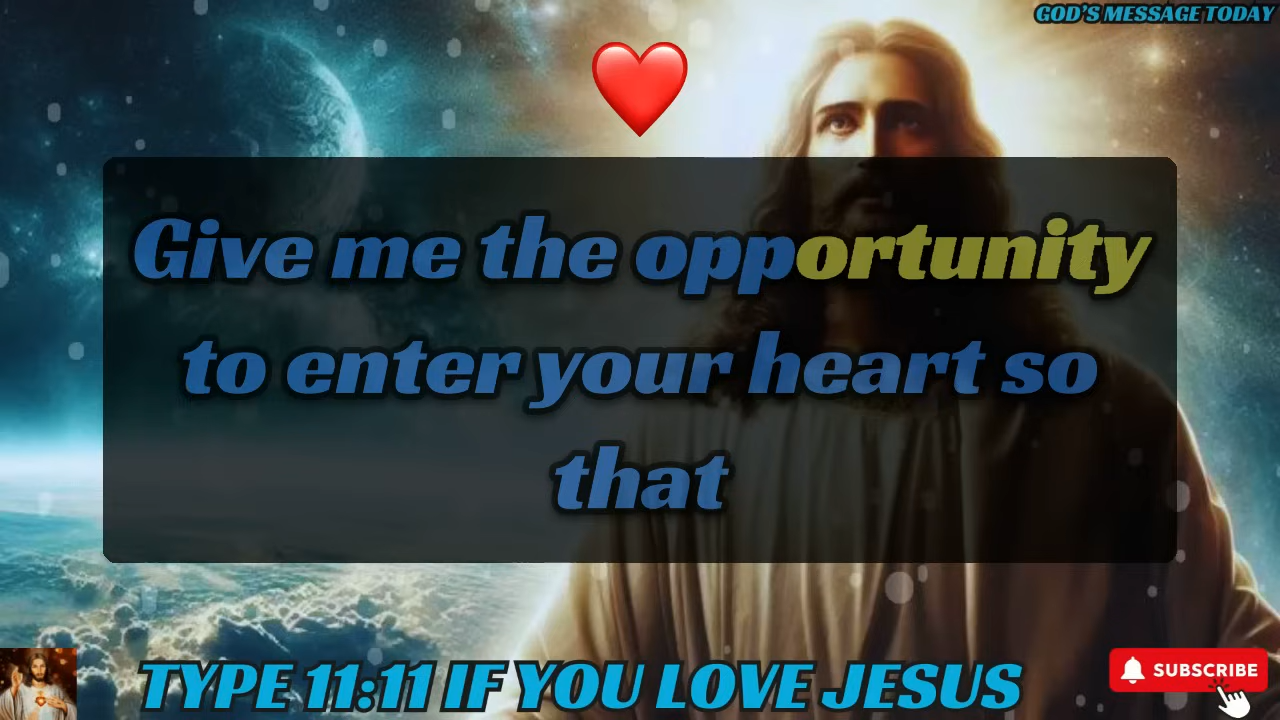 GOD'S MESSAGE TODAY
Give me the opportunity
to enter your heart so
that
TYPE 11:11 IF YOU LOVE JESUS
SUBSCRIBE